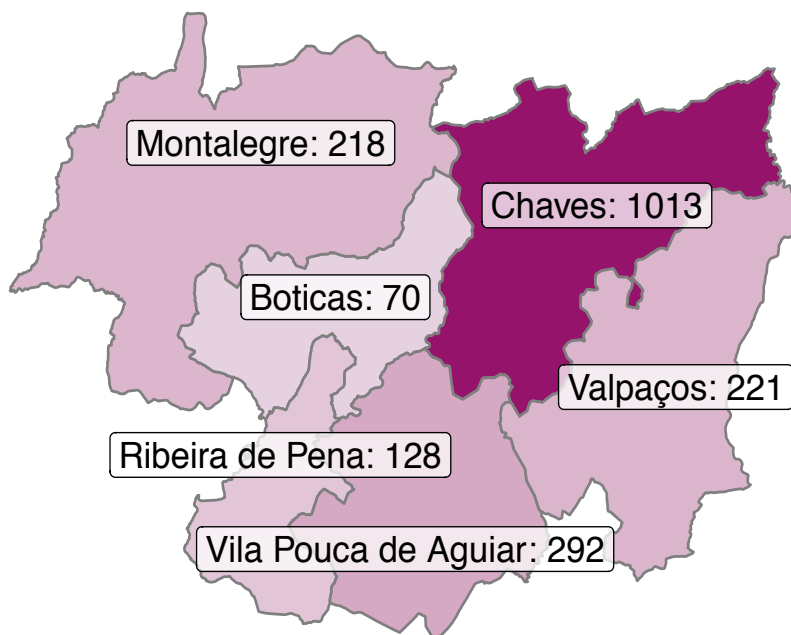 Montalegre: 218
Chaves: 1013
Boticas: 70
Valpaços: 221
Ribeira de Pena: 128
Vila Pouca de Aguiar: 292